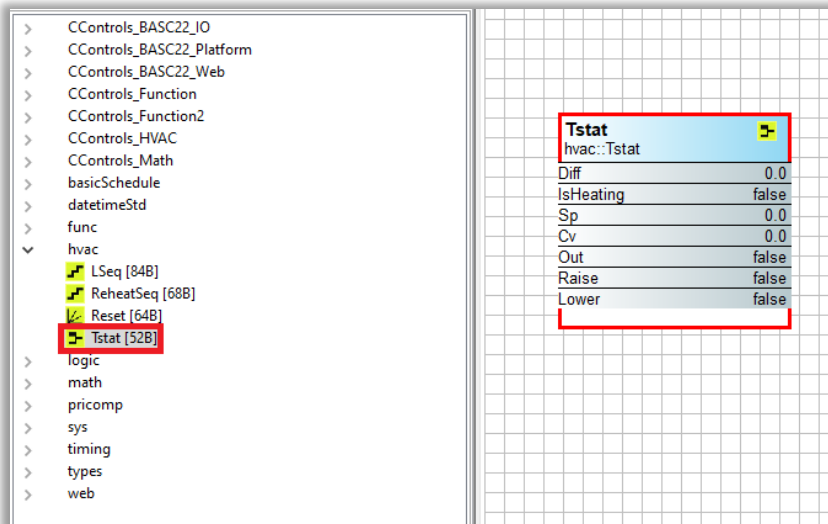 CControls_BASC22_IO
CControls_BASC22_Platform
CControls_BASC22_Web
CControls_Function
CControls_Function2
CControls_HVAC
CControls_Math
basicSchedule
datetimeStd
func
hvac
LSeq [84B]
ReheatSeq [68B]
Reset [64B]
Tstat [52B]
logic
math
pricomp
sys
timing
types
web
Tstat
hvac::Tstat
Diff 0.0
IsHeating false
Sp 0.0
Cv 0.0
Out false
Raise false
Lower false